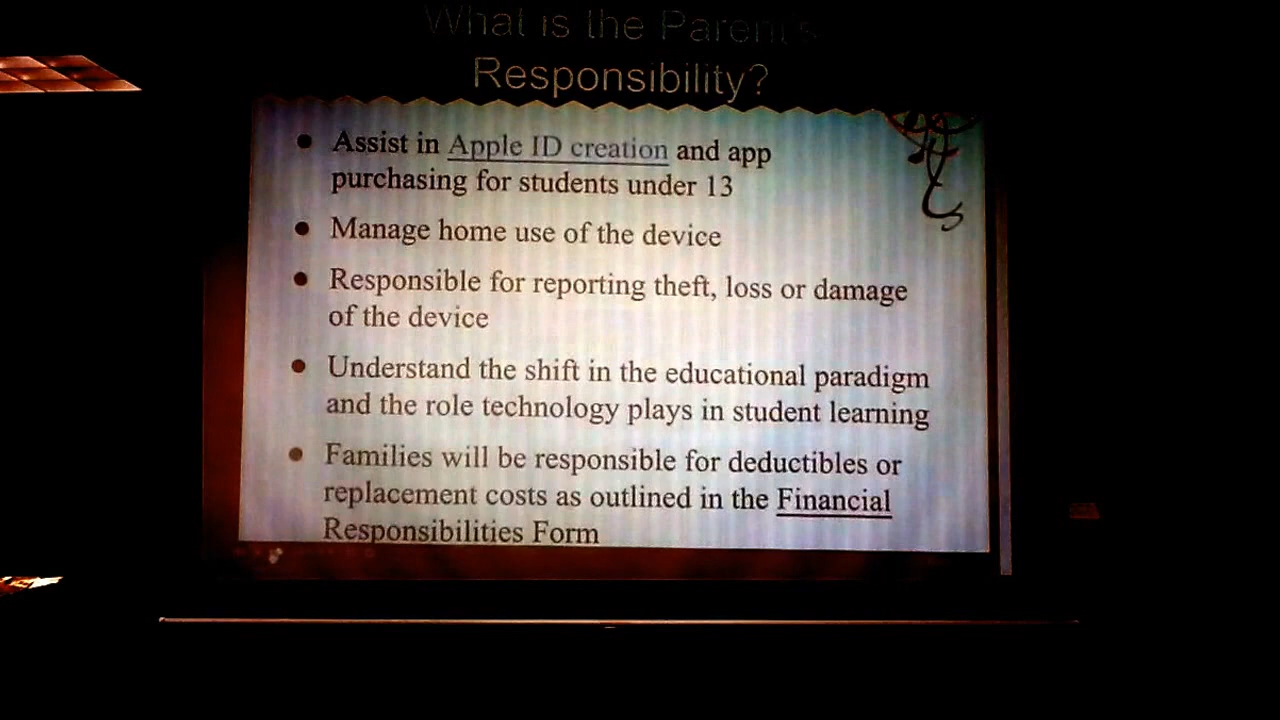 What is the Parent's
Responsibility?
● Assist in Apple ID creation and app
purchasing for students under 13
● Manage home use of the device
● Responsible for reporting theft, loss or damage
of the device
● Understand the shift in the educational paradigm
and the role technology plays in student learning
● Families will be responsible for deductibles or
replacement costs as outlined in the Financial
Responsibilities Form